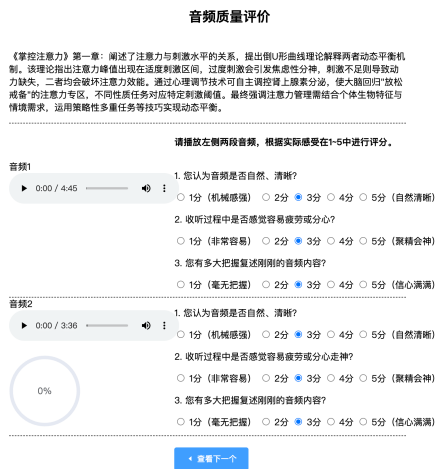 音频质量评价
《掌控注意力》第一章：阐述了注意力与刺激水平的关系，提出倒U形曲线理论解释两者动态平衡机
制。该理论指出注意力峰值出现在适度刺激区间，过度刺激会引发焦虑性分神，刺激不足则导致动
力缺失，二者均会破坏注意力效能。通过心理调节技术可自主调控肾上腺素分泌，使大脑回归"放松
戒备"的注意力专区，不同性质任务对应特定刺激阈值。最终强调注意力管理需结合个体生物特征与
情境需求，运用策略性多重任务等技巧实现动态平衡。
请播放左侧两段音频，根据实际感受在1~5中进行评分。
音频1
0:00 / 4:45
1. 您认为音频是否自然、清晰?
1分（机械感强） 2分 3分 4分 5分（自然清晰）
2. 收听过程中是否感觉容易疲劳或分心?
1分（非常容易） 2分 3分 4分 5分（聚精会神）
3. 您有多大把握复述刚刚的音频内容?
1分（毫无把握） 2分 3分 4分 5分（信心满满）
音频2
0:00 / 3:36
0%
1. 您认为音频是否自然、清晰?
1分（机械感强） 2分 3分 4分 5分（自然清晰）
2. 收听过程中是否感觉容易疲劳或分心走神?
1分（非常容易） 2分 3分 4分 5分（聚精会神）
3. 您有多大把握复述刚刚的音频内容?
1分（毫无把握） 2分 3分 4分 5分（信心满满）
查看下一个